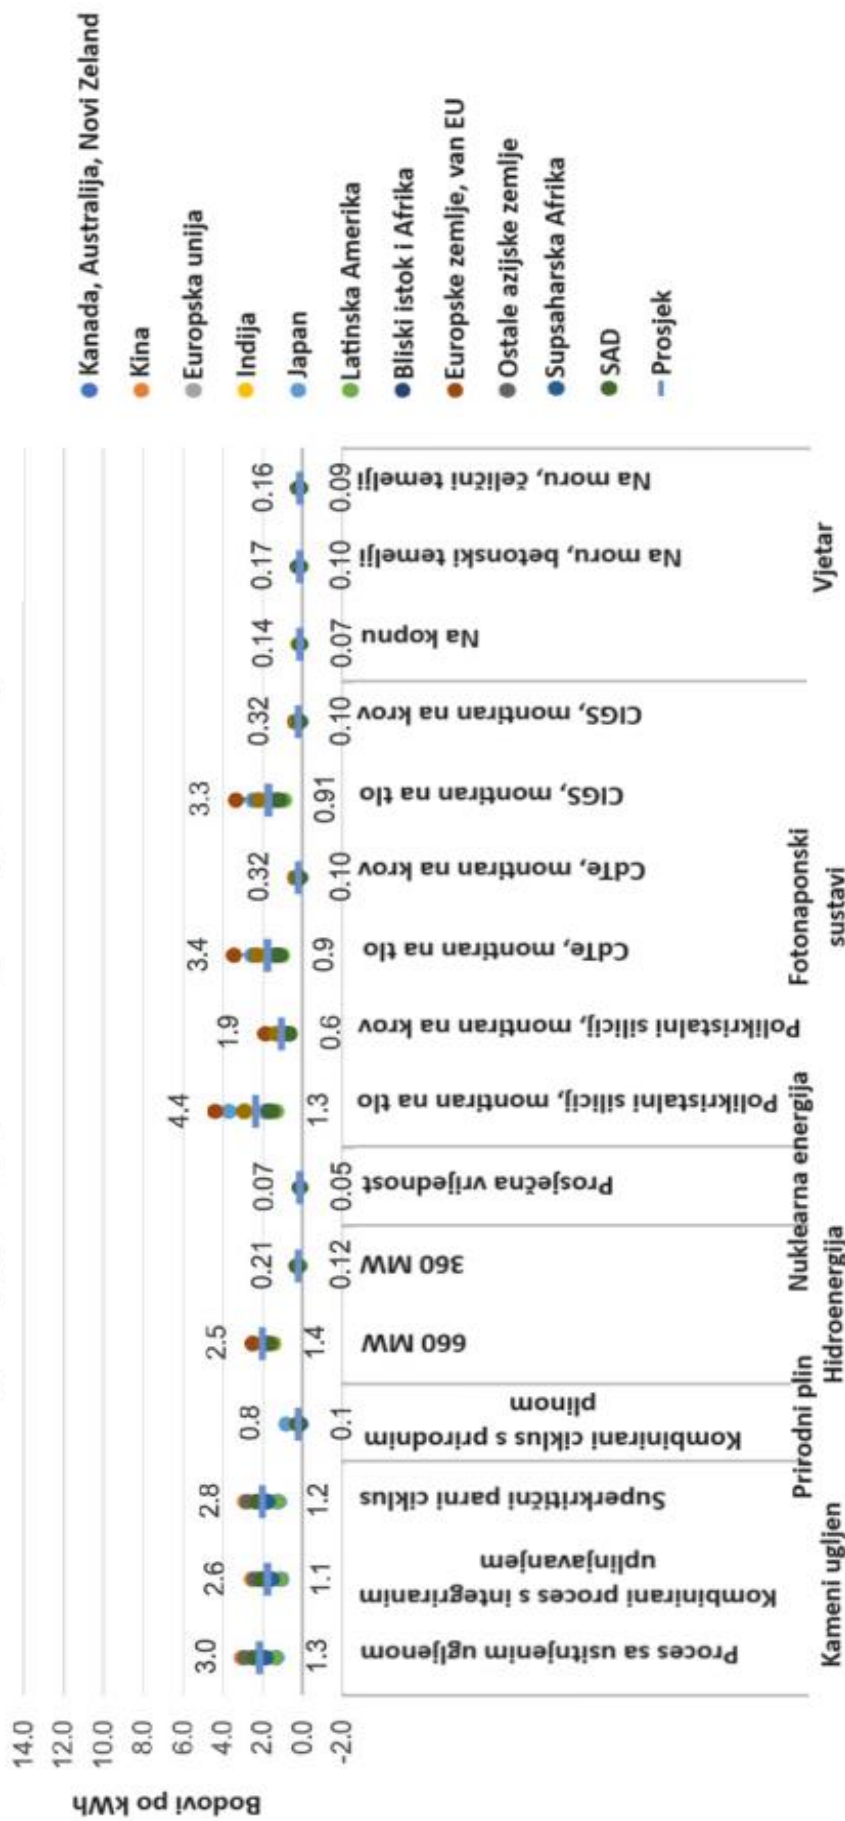 Bodovi po kWh
14.0
12.0
10.0
8.0
6.0
4.0
2.0
0.0
-2.0
3.0
2.6
2.8
0.8
2.5
0.21
0.07
4.4
1.9
3.4
0.32
3.3
0.32
0.14
0.17
0.16
1.3
1.1
1.2
0.1
1.4
0.12
0.05
1.3
0.6
0.9
0.10
0.91
0.10
0.07
0.10
0.09
Proces sa usitnjenim ugljenom
Kombinirani proces s integriranim
uplinjavanjem
Superkritični parni ciklus
Kombinirani ciklus s prirodnim
plinom
660 MW
360 MW
Prosječna vrijednost
Polikristalni silicij, montiran na tlo
Polikristalni silicij, montiran na krov
CdTe, montiran na tlo
CdTe, montiran na krov
CIGS, montiran na tlo
CIGS, montiran na krov
Na kopnu
Na moru, betonski temelji
Na moru, čelični temelji
Kameni ugljen
Prirodni plin
Hidroenergija
Nuklearna energija
Fotonaponski
sustavi
Vjetar
Kanada, Australija, Novi Zeland
Kina
Europska unija
Indija
Japan
Latinska Amerika
Bliski istok i Afrika
Europske zemlje, van EU
Ostale azijske zemlje
Supsaharska Afrika
SAD
Prosjek